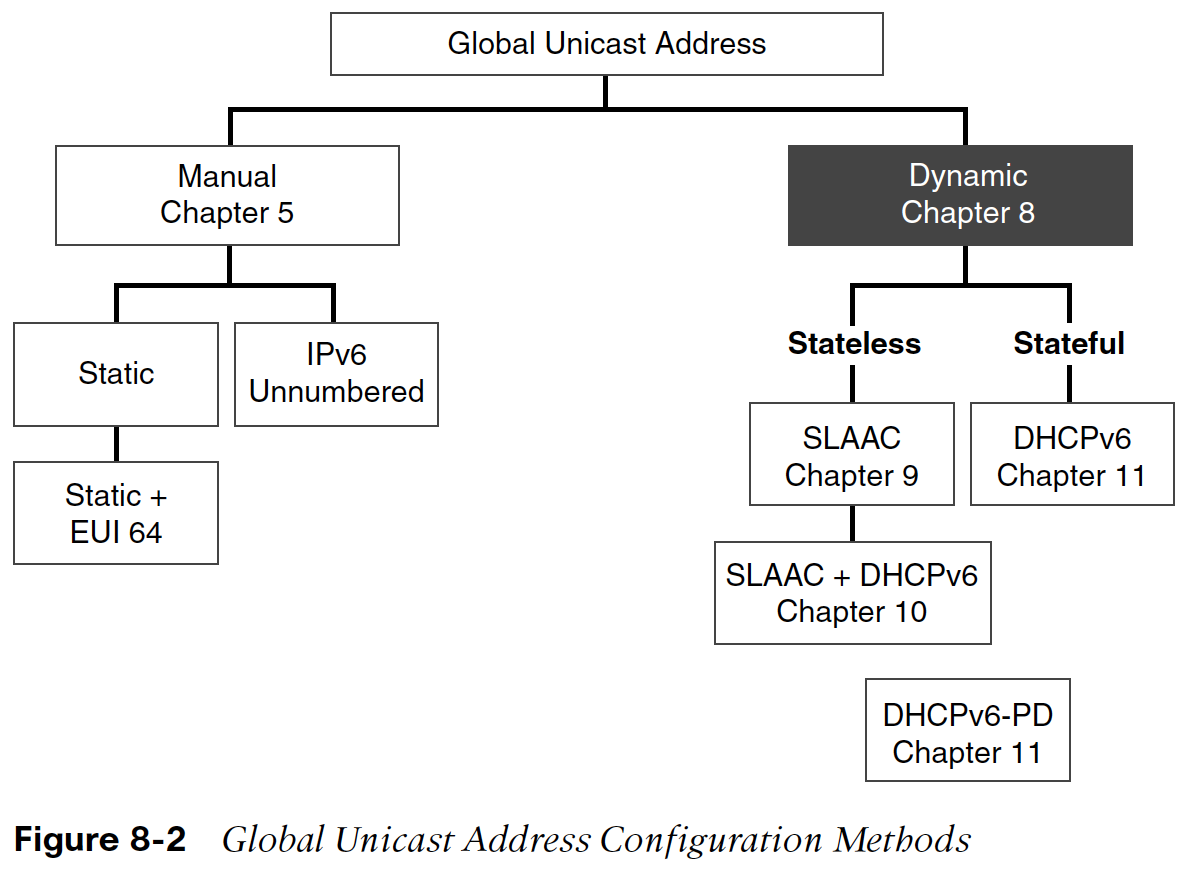 Global Unicast Address
Manual
Chapter 5
Dynamic
Chapter 8
Static
IPv6
Unnumbered
Stateless
Stateful
Static +
EUI 64
SLAAC
Chapter 9
DHCPv6
Chapter 11
SLAAC + DHCPv6
Chapter 10
DHCPv6-PD
Chapter 11
Figure 8-2 Global Unicast Address Configuration Methods